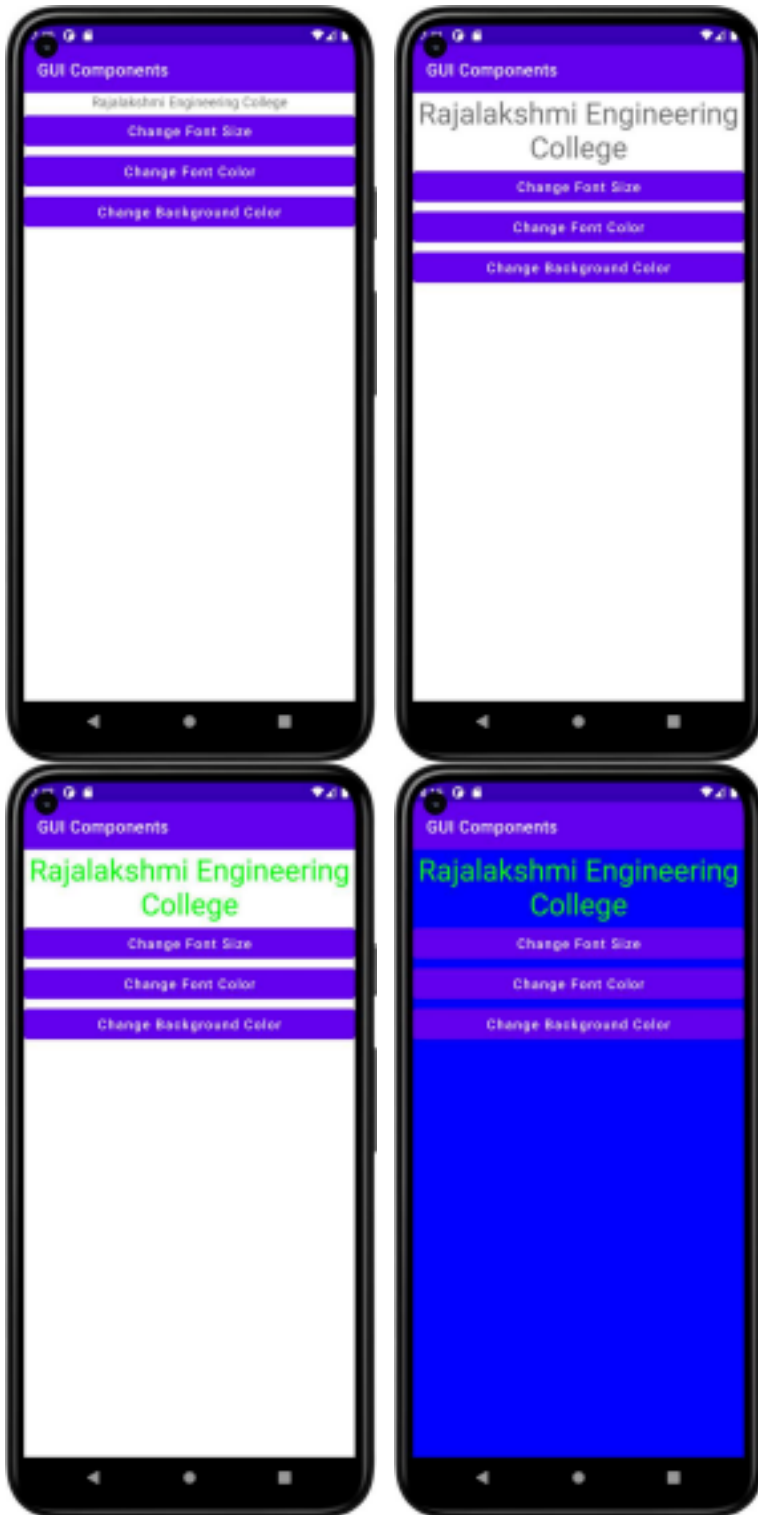 GUI Components
Rajalakshmi Engineering College
Change Font Size
Change Font Color
Change Background Color
GUI Components
Rajalakshmi Engineering
College
Change Font Size
Change Font Color
Change Background Color
GUI Components
Rajalakshmi Engineering
College
Change Font Size
Change Font Color
Change Background Color
GUI Components
Rajalakshmi Engineering
College
Change Font Size
Change Font Color
Change Background Color